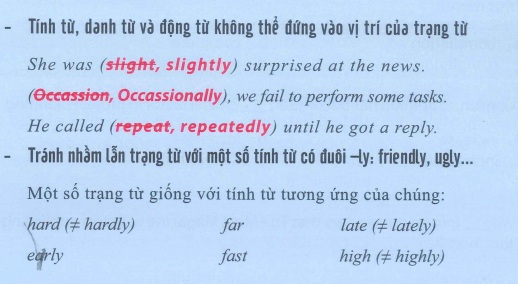 - Tính từ, danh từ và động từ không thể đứng vào vị trí của trạng từ
She was (slight, slightly) surprised at the news.
(Occassion, Occassionally), we fail to perform some tasks.
He called (repeat, repeatedly) until he got a reply.
- Tránh nhầm lẫn trạng từ với một số tính từ có đuôi –ly: friendly, ugly...
Một số trạng từ giống với tính từ tương ứng của chúng:
hard (≠ hardly) far late (≠ lately)
early fast high (≠ highly)